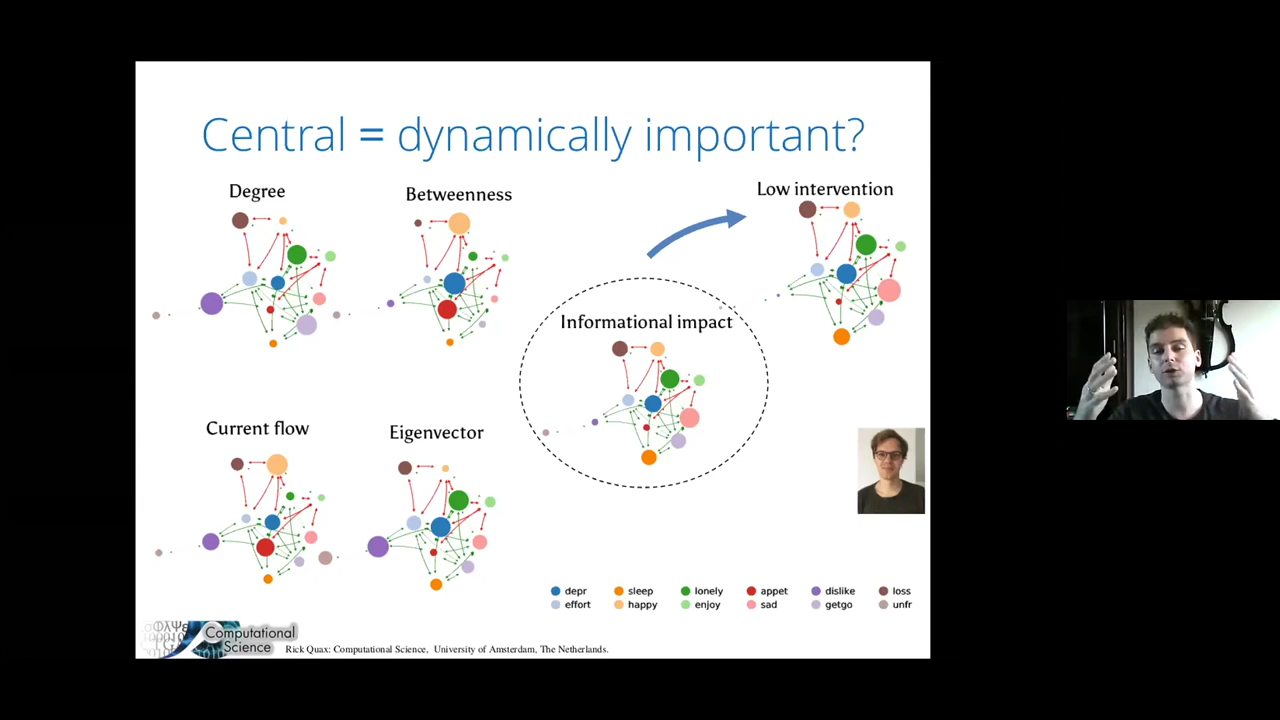 Central = dynamically important?
Degree
Betweenness
Low intervention
Informational impact
Current flow
Eigenvector
depr sleep lonely appet dislike loss
effort happy enjoy sad getgo unfr
Computational
Science
Rick Quax: Computational Science, University of Amsterdam, The Netherlands.